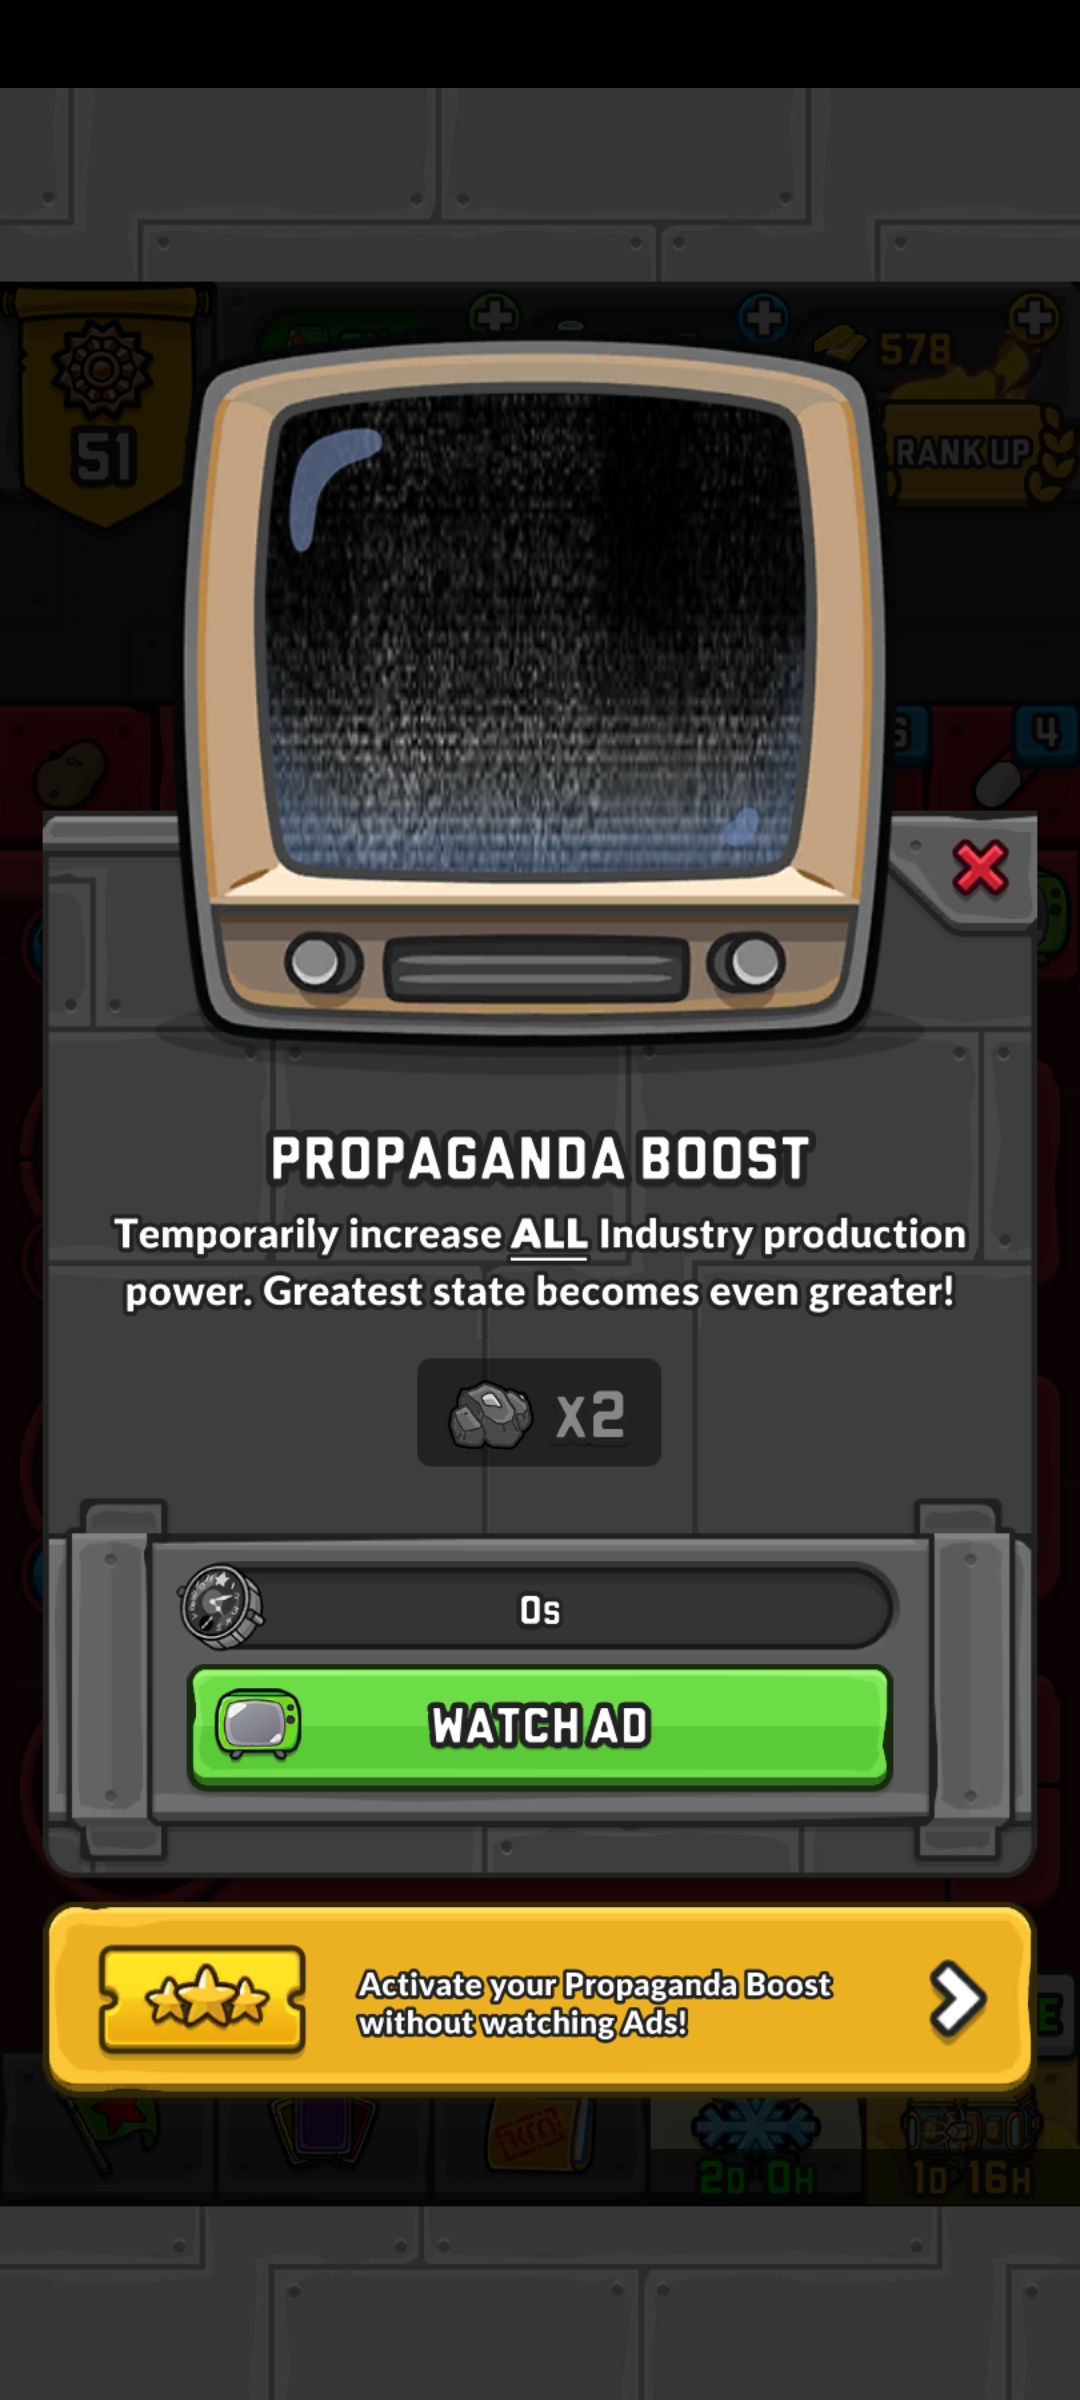 578
51
RANK UP
4
PROPAGANDA BOOST
Temporarily increase ALL Industry production
power. Greatest state becomes even greater!
x2
0s
WATCH AD
Activate your Propaganda Boost
without watching Ads!
2D 0H
1D 16H